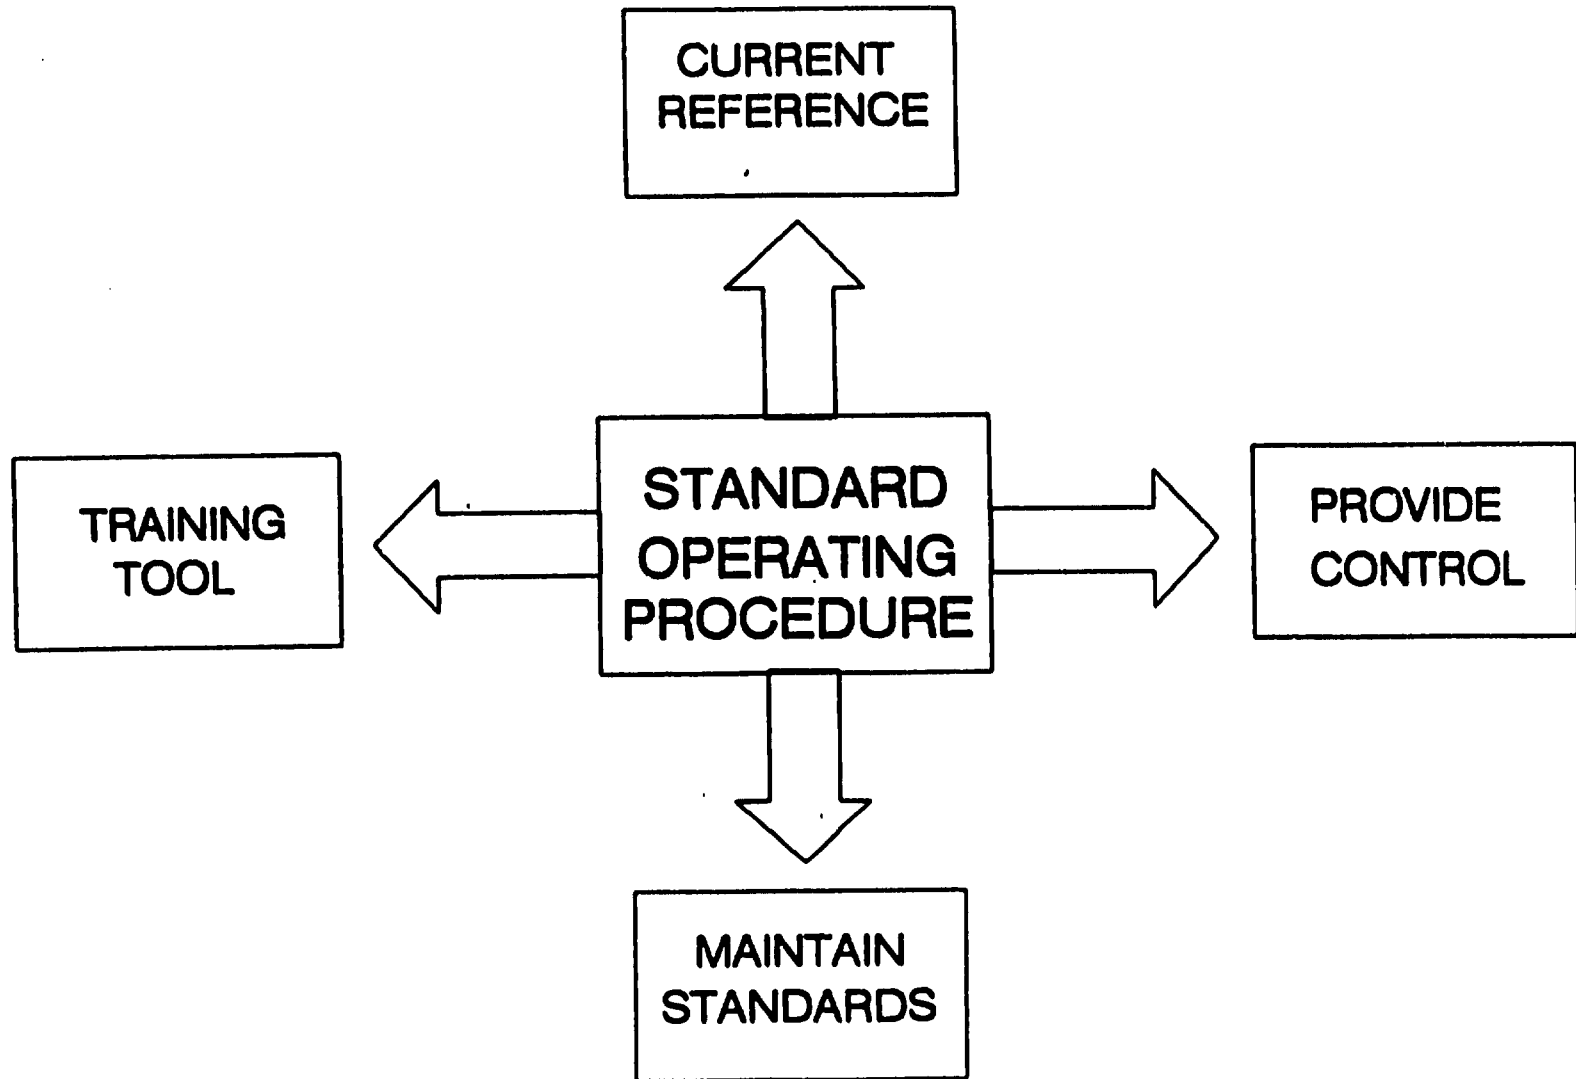 CURRENT
REFERENCE
TRAINING
TOOL
STANDARD
OPERATING
PROCEDURE
PROVIDE
CONTROL
MAINTAIN
STANDARDS